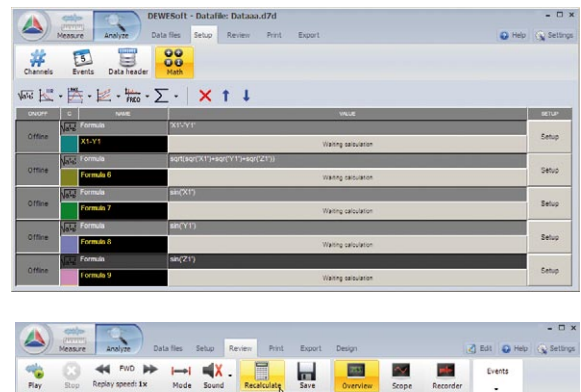 DEWESoft - Datafile: Dataaa.d7d
Measure Analyze Data files Setup Review Print Export Help Settings
Channels Events Data header Math
ON/OFF C NAME VALUE SETUP
Offline Formula 'X1'-'Y1' Setup
X1-Y1 Waiting calculation
Offline Formula sqrt(sqr('X1')+sqr('Y1')+sqr('Z1')) Setup
Formula 6 Waiting calculation
Offline Formula sin('X1') Setup
Formula 7 Waiting calculation
Offline Formula sin('Y1') Setup
Formula 8 Waiting calculation
Offline Formula sin('Z1') Setup
Formula 9 Waiting calculation
Measure Analyze Data files Setup Review Print Export Design Edit Help Settings
FWD Events
Play Stop Replay speed: 1x Mode Sound Recalculate Save Overview Scope Recorder